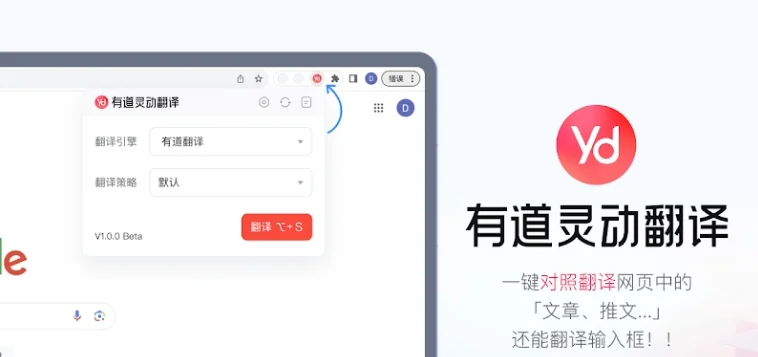 D
错误
Yd 有道灵动翻译
D
翻译引擎 有道翻译
翻译策略 默认
V1.0.0 Beta
翻译 ⌥+S
le
Yd
有道灵动翻译
一键对照翻译网页中的
「文章、推文...」
还能翻译输入框！！